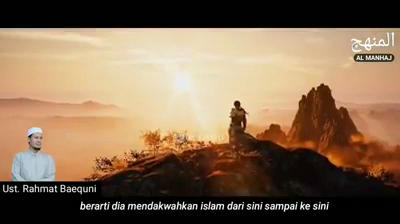 المنهج
AL MANHAJ
Ust. Rahmat Baequni
berarti dia mendakwahkan islam dari sini sampai ke sini